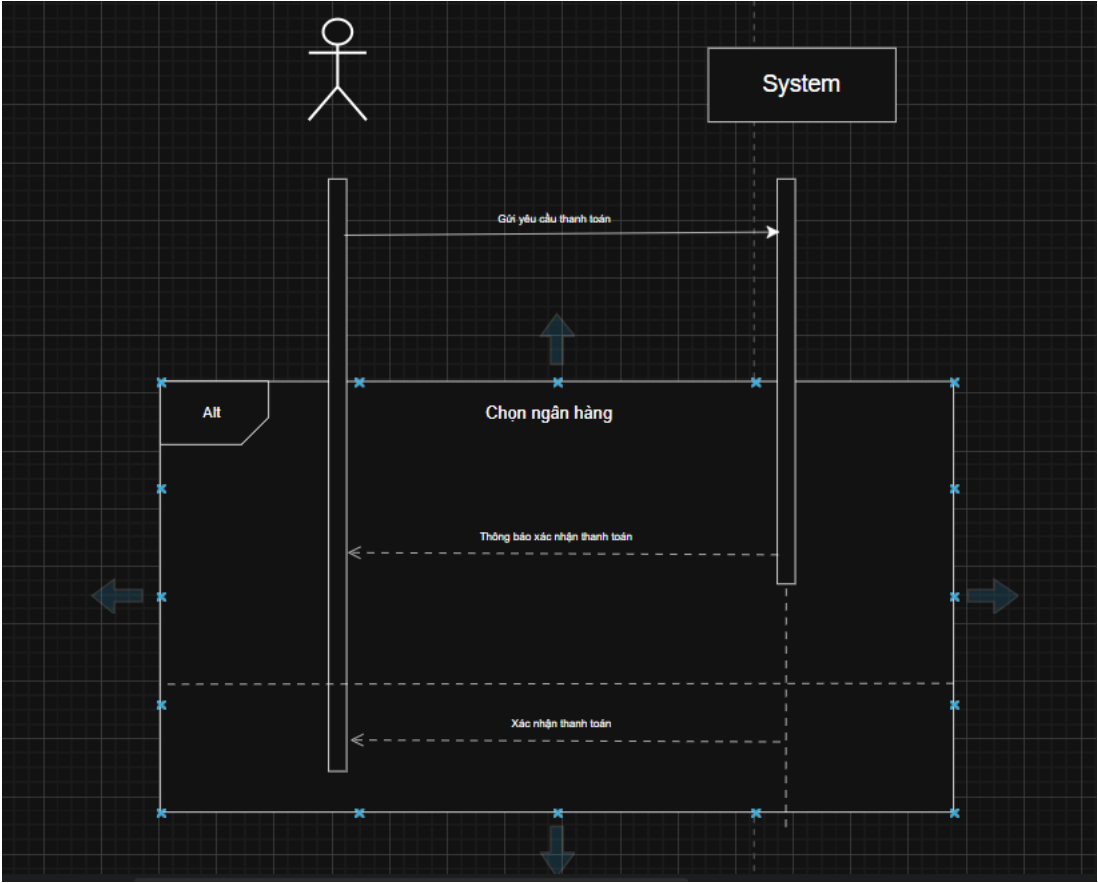 System
Gửi yêu cầu thanh toán
Alt
Chọn ngân hàng
Thông báo xác nhận thanh toán
Xác nhận thanh toán